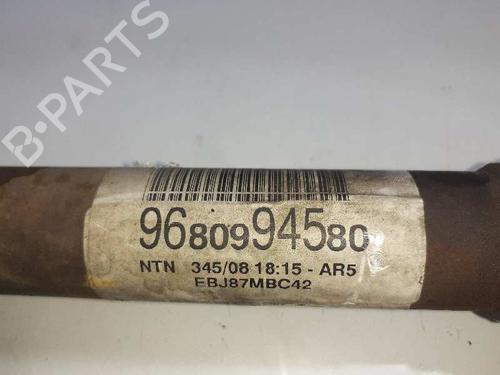 B-PARTS
9680994580
NTN 345/08 18:15 - AR5
EBJ87MBC42